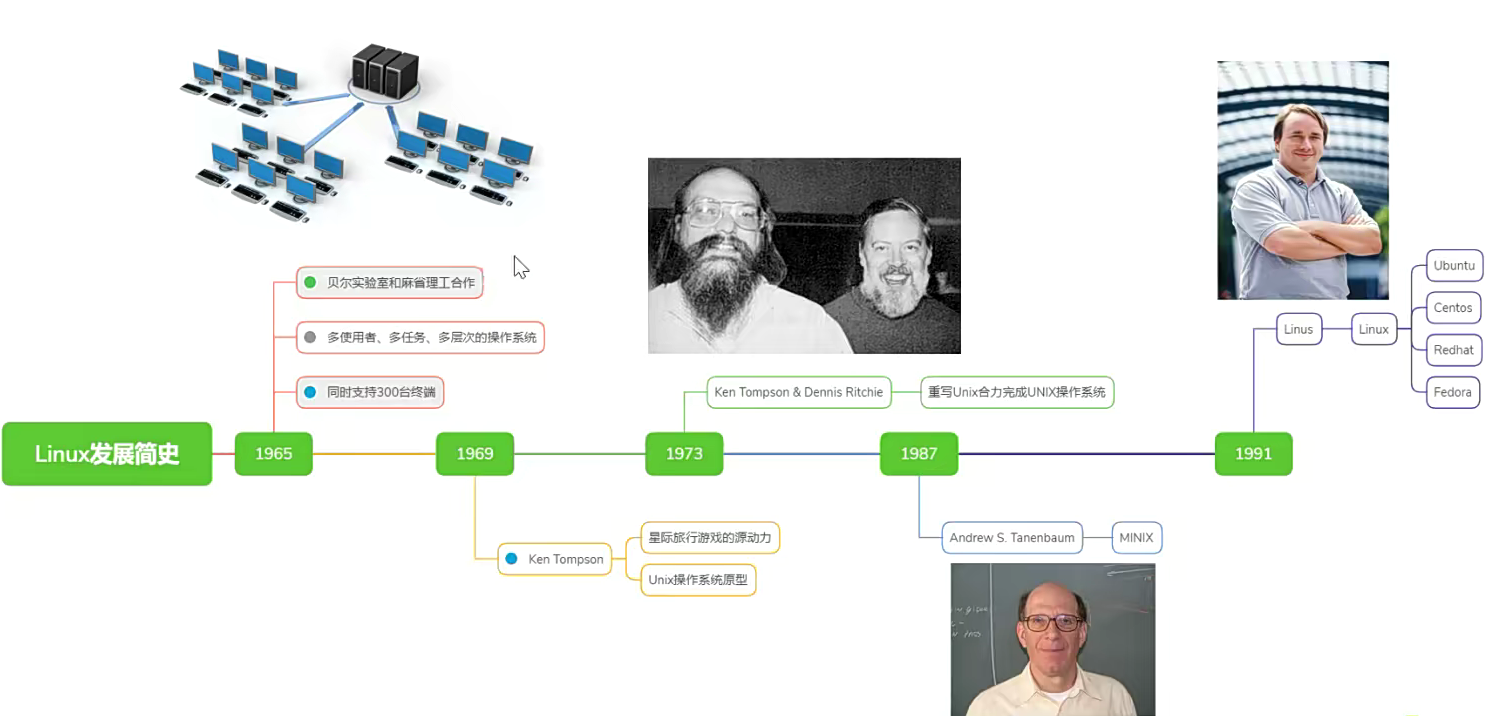 Linux发展简史
1965
贝尔实验室和麻省理工合作
多使用者、多任务、多层次的操作系统
同时支持300台终端
1969
Ken Tompson
星际旅行游戏的源动力
Unix操作系统原型
1973
Ken Tompson & Dennis Ritchie
重写Unix合力完成UNIX操作系统
1987
Andrew S. Tanenbaum
MINIX
1991
Linus
Linux
Ubuntu
Centos
Redhat
Fedora